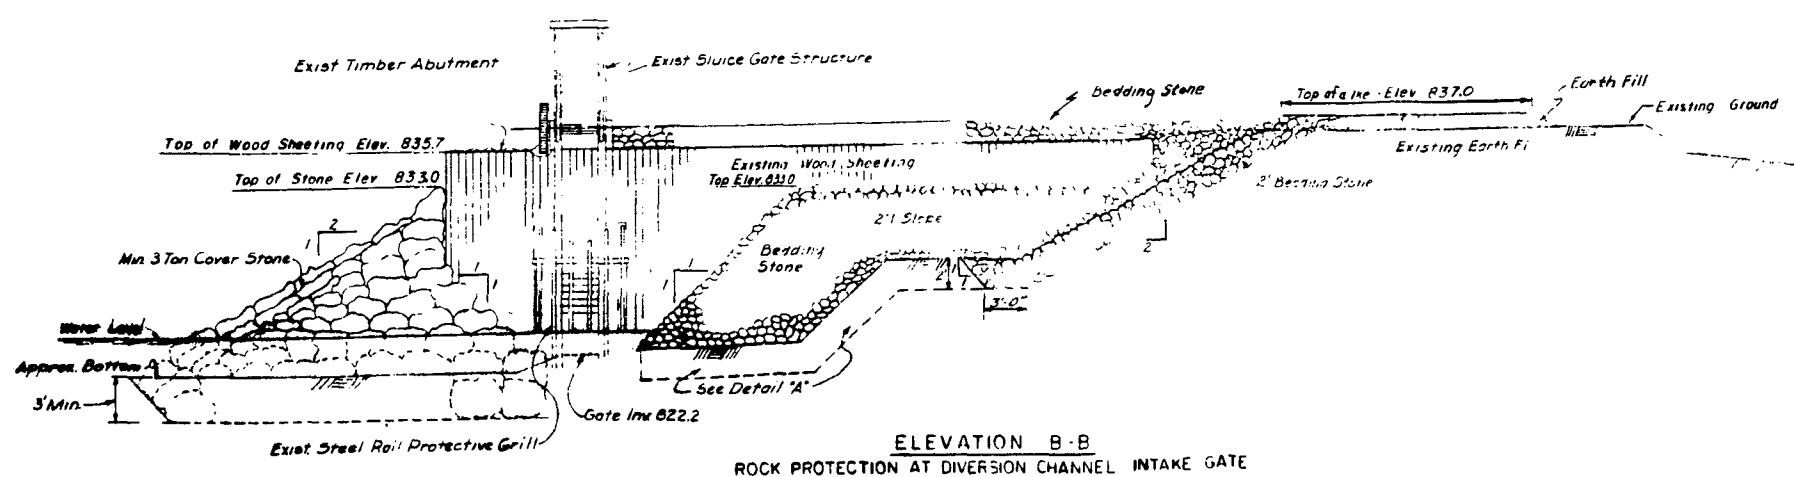 Exist Timber Abutment
Exist Sluice Gate Structure
Bedding Stone
Top of Dike - Elev 837.0
Earth Fill
Existing Ground
Top of Wood Sheeting Elev. 835.7
Existing Wood Sheeting
Top Elev. 833.0
Existing Earth Fi
Top of Stone Elev 833.0
2' Bedding Stone
2
1
2:1 Slope
Min. 3 Ton Cover Stone
Bedding
Stone
1
1
1
1
2
2
1
3'-0"
Water Level
Approx. Bottom
See Detail "A"
3' Min.
Gate Inv. 822.2
Exist. Steel Rail Protective Grill
ELEVATION B-B
ROCK PROTECTION AT DIVERSION CHANNEL INTAKE GATE